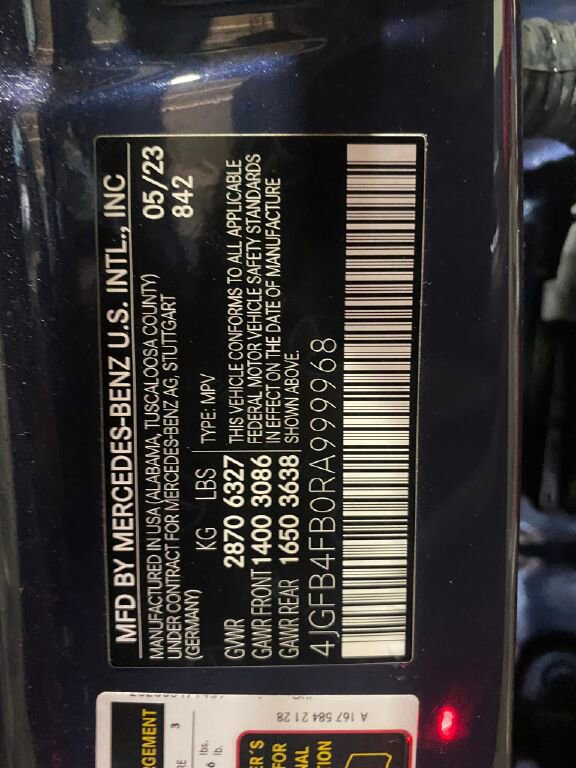 MFD BY MERCEDES-BENZ U.S. INTL., INC
MANUFACTURED IN USA (ALABAMA, TUSCALOOSA COUNTY) 05/23
UNDER CONTRACT FOR MERCEDES-BENZ AG, STUTTGART 842
(GERMANY)
KG LBS TYPE: MPV
GVWR 2870 6327 THIS VEHICLE CONFORMS TO ALL APPLICABLE
FEDERAL MOTOR VEHICLE SAFETY STANDARDS
GAWR FRONT 1400 3086 IN EFFECT ON THE DATE OF MANUFACTURE
GAWR REAR 1650 3638 SHOWN ABOVE.
4JGFB4FB0RA999968
A 167 584 21 28
3
lbs.
lb.